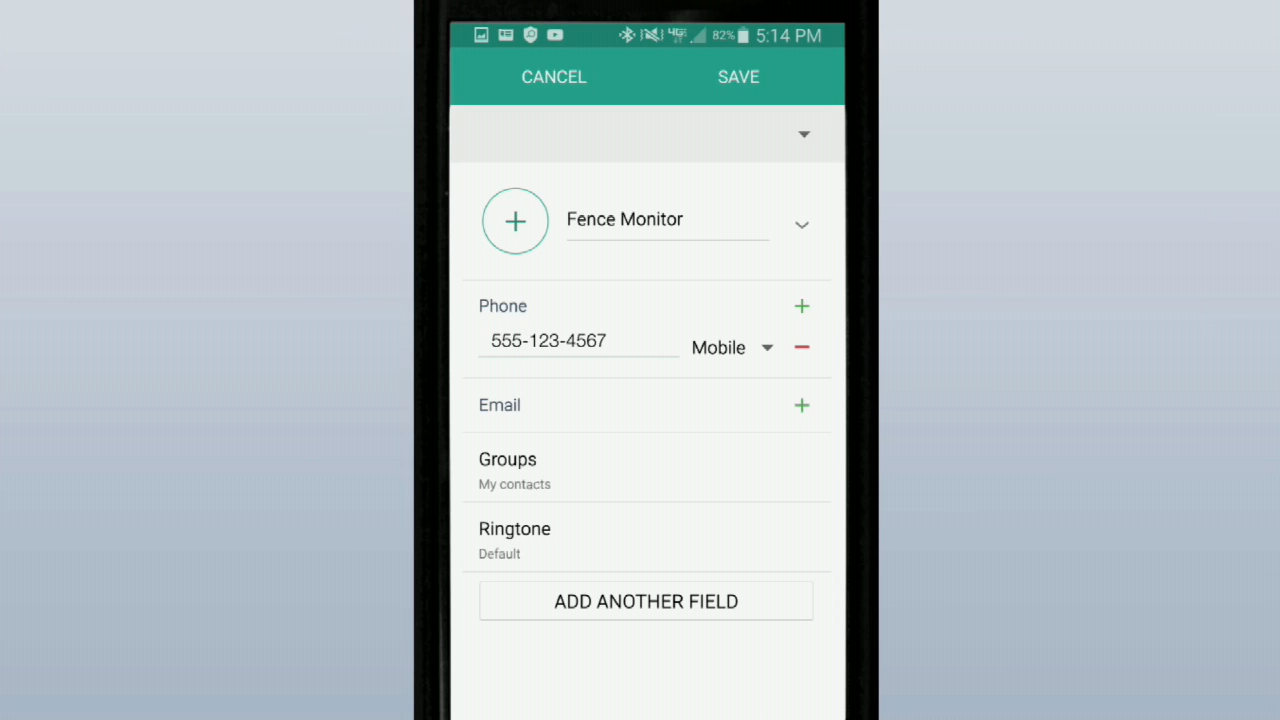 82% 5:14 PM
CANCEL SAVE
Fence Monitor
Phone
555-123-4567 Mobile
Email
Groups
My contacts
Ringtone
Default
ADD ANOTHER FIELD